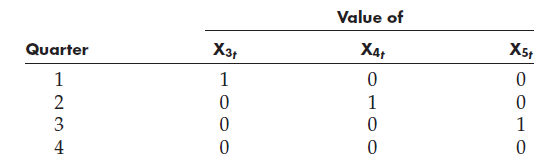 Value of
Quarter X3t X4t X5t
1 1 0 0
2 0 1 0
3 0 0 1
4 0 0 0